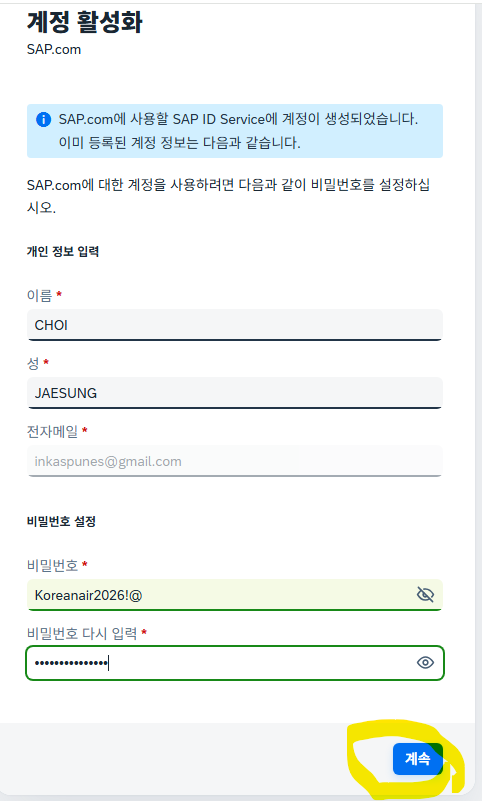 계정 활성화
SAP.com
SAP.com에 사용할 SAP ID Service에 계정이 생성되었습니다.
이미 등록된 계정 정보는 다음과 같습니다.
SAP.com에 대한 계정을 사용하려면 다음과 같이 비밀번호를 설정하십
시오.
개인 정보 입력
이름 *
CHOI
성 *
JAESUNG
전자메일 *
inkaspunes@gmail.com
비밀번호 설정
비밀번호 *
Koreanair2026!@
비밀번호 다시 입력 *
•••••••••••••••
계속